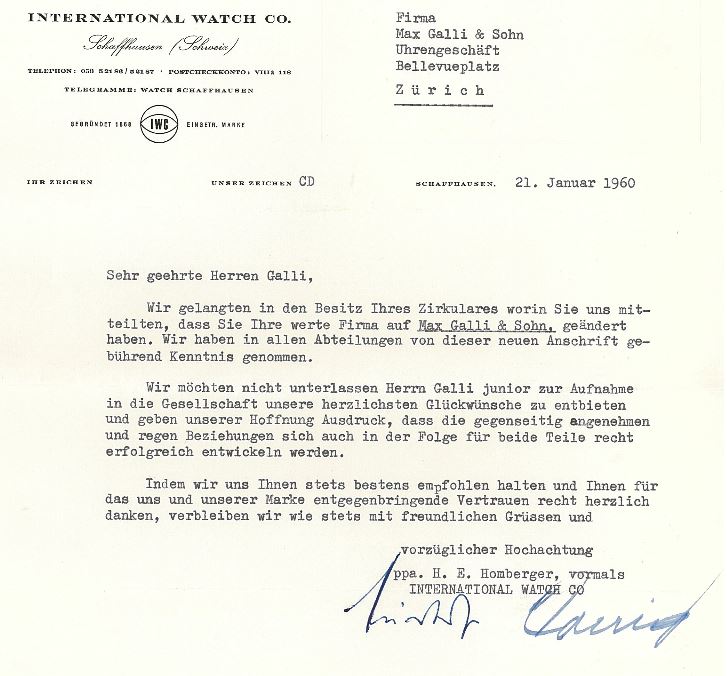 INTERNATIONAL WATCH CO.
Schaffhausen (Schweiz)
TELEPHON: 053 52186/56187 · POSTCHECKKONTO: VIIIa 116
TELEGRAMME: WATCH SCHAFFHAUSEN
GEGRÜNDET 1868 IWC EINGETR. MARKE
Firma
Max Galli & Sohn
Uhrengeschäft
Bellevueplatz
Zürich
IHR ZEICHEN UNSER ZEICHEN CD SCHAFFHAUSEN, 21. Januar 1960
Sehr geehrte Herren Galli,
Wir gelangten in den Besitz Ihres Zirkulares worin Sie uns mit-
teilten, dass Sie Ihre werte Firma auf Max Galli & Sohn, geändert
haben. Wir haben in allen Abteilungen von dieser neuen Anschrift ge-
bührend Kenntnis genommen.
Wir möchten nicht unterlassen Herrn Galli junior zur Aufnahme
in die Gesellschaft unsere herzlichsten Glückwünsche zu entbieten
und geben unserer Hoffnung Ausdruck, dass die gegenseitig angenehmen
und regen Beziehungen sich auch in der Folge für beide Teile recht
erfolgreich entwickeln werden.
Indem wir uns Ihnen stets bestens empfohlen halten und Ihnen für
das uns und unserer Marke entgegenbringende Vertrauen recht herzlich
danken, verbleiben wir wie stets mit freundlichen Grüssen und
vorzüglicher Hochachtung
ppa. H. E. Homberger, vormals
INTERNATIONAL WATCH CO